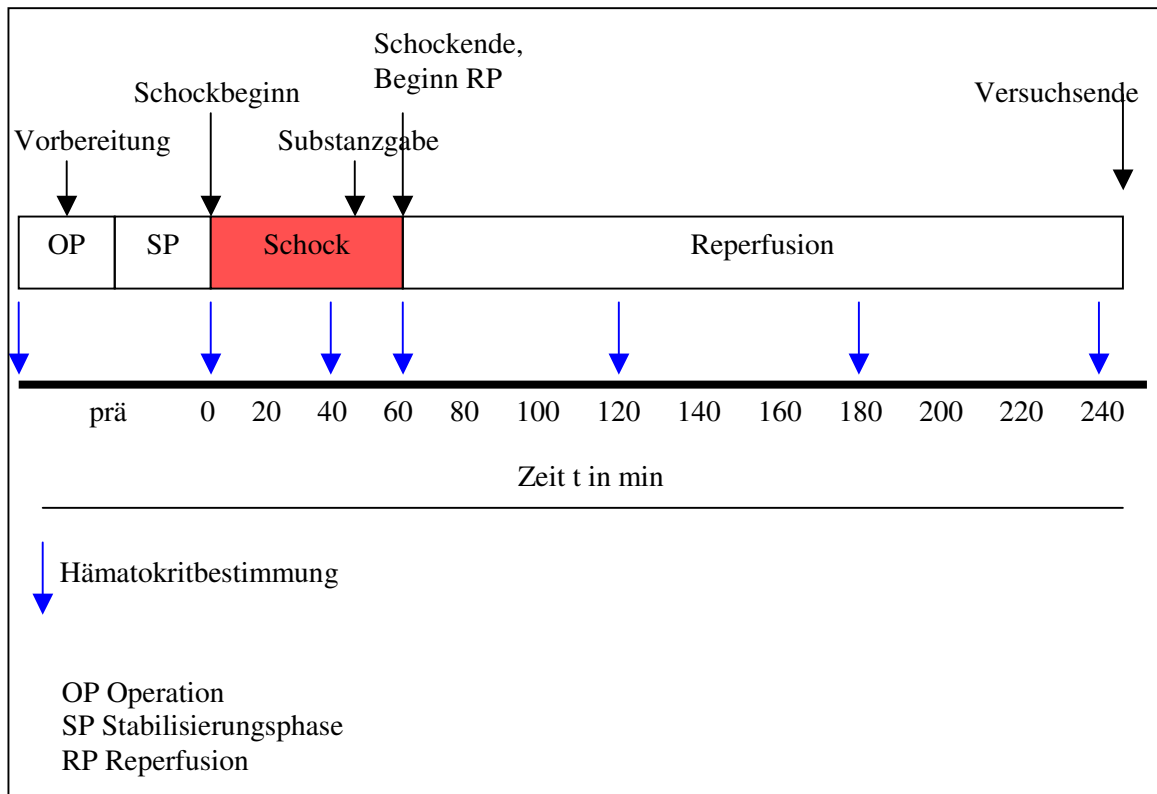 Schockende,
Beginn RP
Schockbeginn
Versuchsende
Vorbereitung
Substanzgabe
OP
SP
Schock
Reperfusion
prä 0 20 40 60 80 100 120 140 160 180 200 220 240
Zeit t in min
Hämatokritbestimmung
OP Operation
SP Stabilisierungsphase
RP Reperfusion